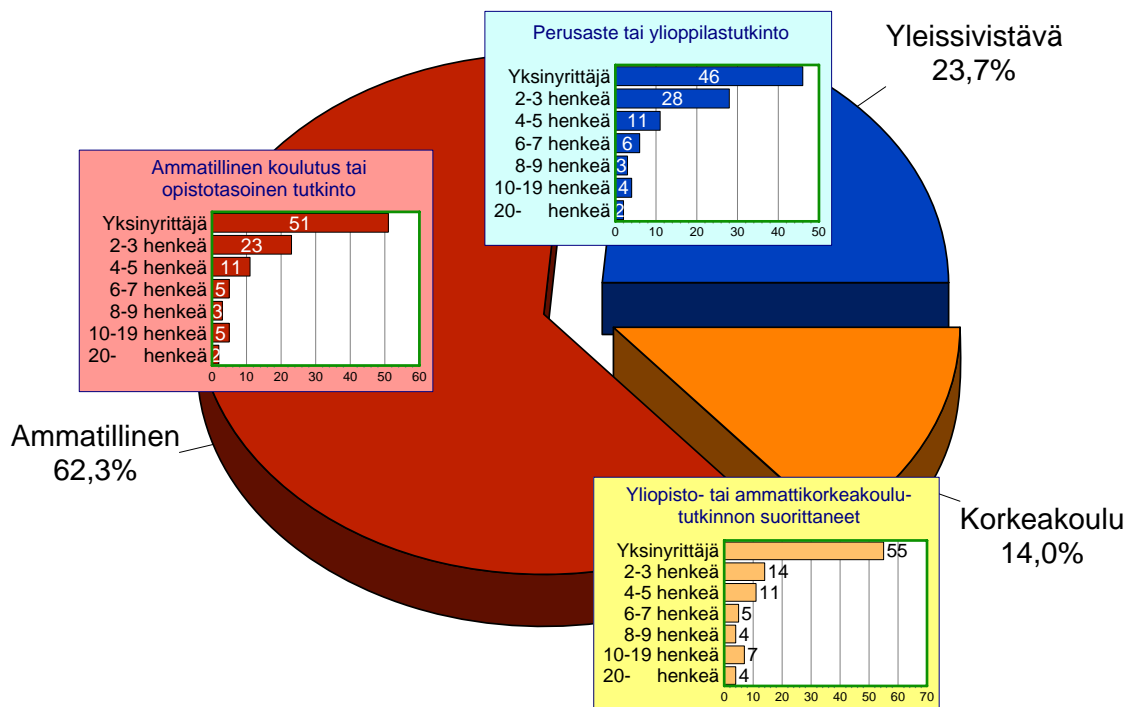 Perusaste tai ylioppilastutkinto
Yksinyrittäjä 46
2-3 henkeä 28
4-5 henkeä 11
6-7 henkeä 6
8-9 henkeä 3
10-19 henkeä 4
20- henkeä 2
0 10 20 30 40 50
Yleissivistävä
23,7%
Ammatillinen koulutus tai
opistotasoinen tutkinto
Yksinyrittäjä 51
2-3 henkeä 23
4-5 henkeä 11
6-7 henkeä 5
8-9 henkeä 3
10-19 henkeä 5
20- henkeä 2
0 10 20 30 40 50 60
Ammatillinen
62,3%
Yliopisto- tai ammattikorkeakoulu-
tutkinnon suorittaneet
Yksinyrittäjä 55
2-3 henkeä 14
4-5 henkeä 11
6-7 henkeä 5
8-9 henkeä 4
10-19 henkeä 7
20- henkeä 4
0 10 20 30 40 50 60 70
Korkeakoulu
14,0%